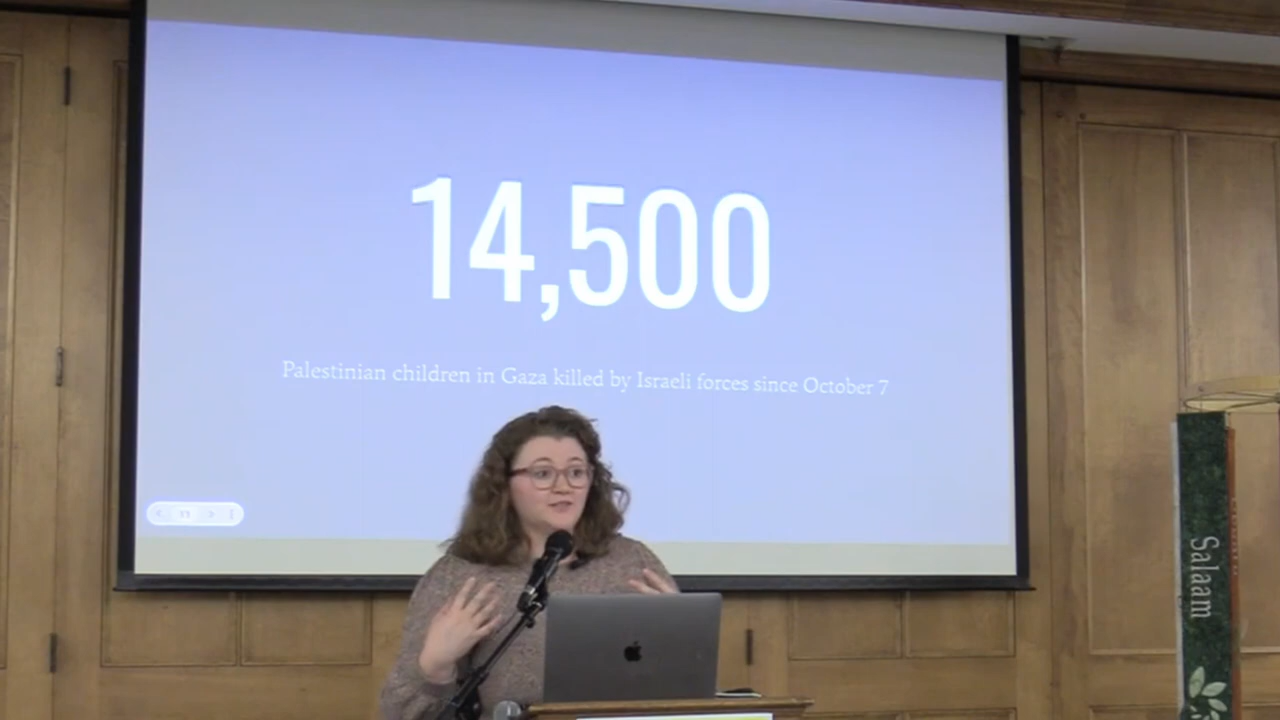 14,500
Palestinian children in Gaza killed by Israeli forces since October 7
Salaam